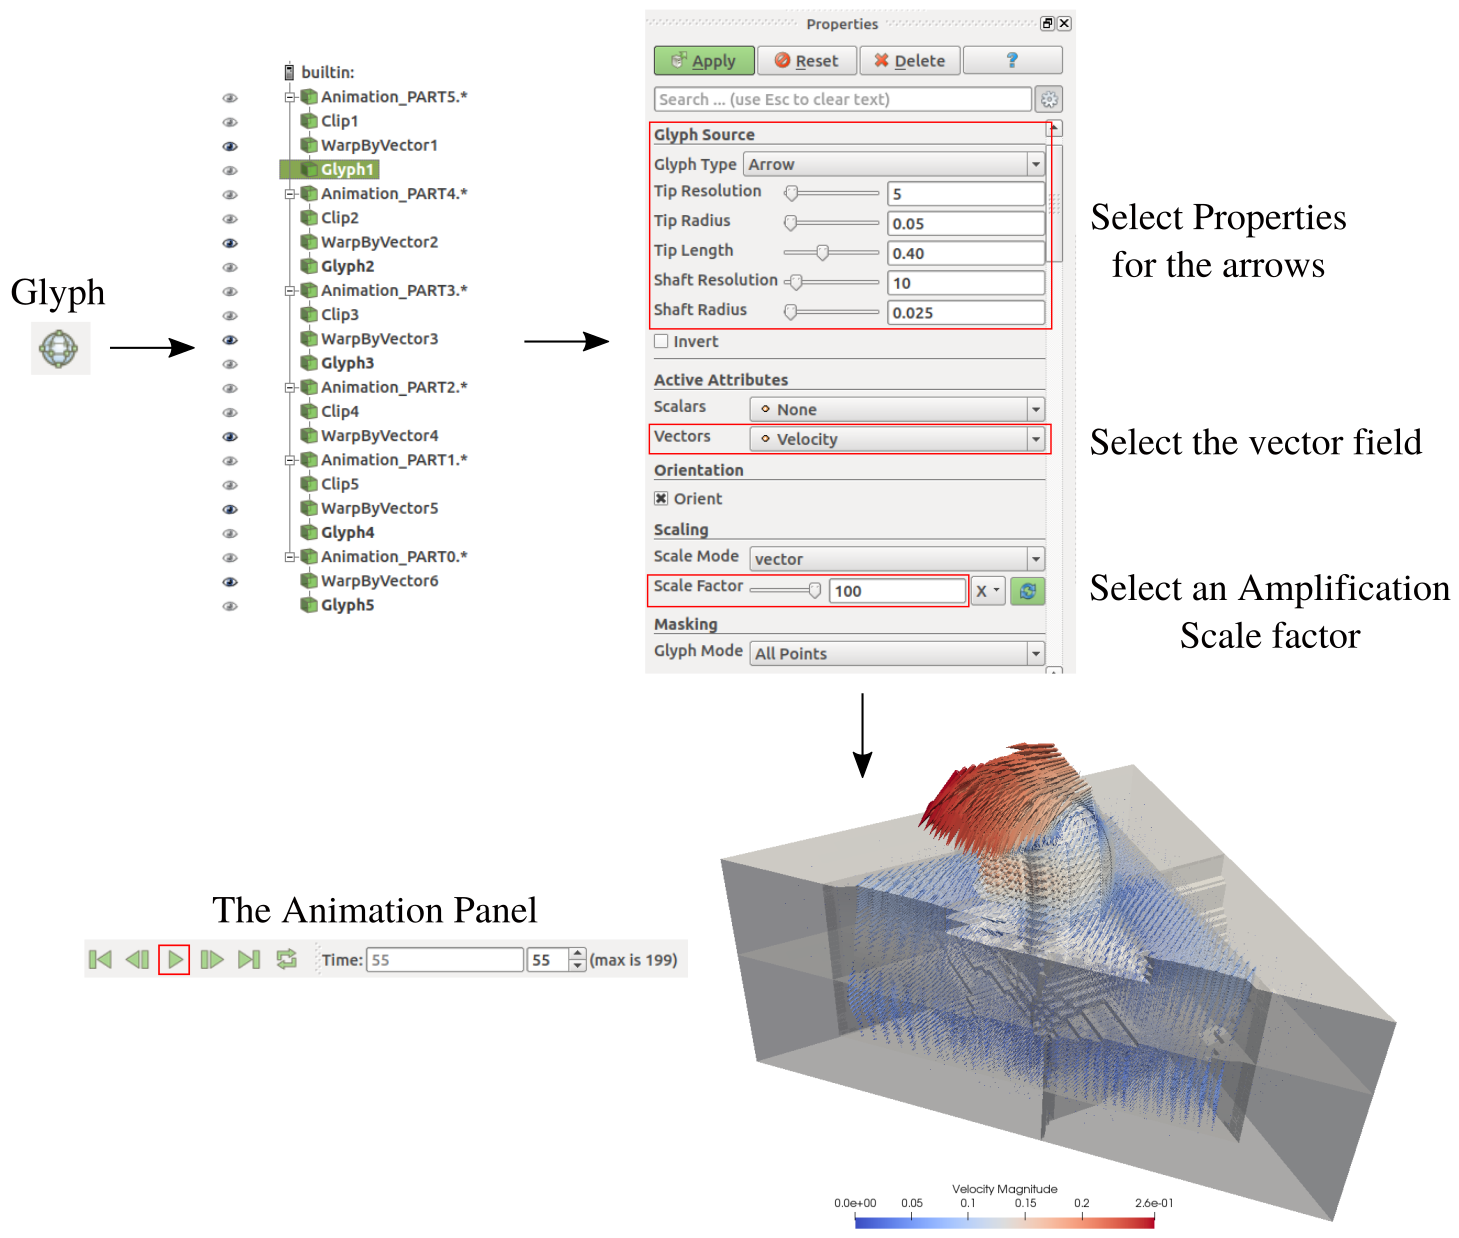 Glyph
builtin:
Animation_PART5.*
Clip1
WarpByVector1
Glyph1
Animation_PART4.*
Clip2
WarpByVector2
Glyph2
Animation_PART3.*
Clip3
WarpByVector3
Glyph3
Animation_PART2.*
Clip4
WarpByVector4
Animation_PART1.*
Clip5
WarpByVector5
Glyph4
Animation_PART0.*
WarpByVector6
Glyph5
Properties
Apply Reset Delete ?
Search ... (use Esc to clear text)
Glyph Source
Glyph Type Arrow
Tip Resolution 5
Tip Radius 0.05
Tip Length 0.40
Shaft Resolution 10
Shaft Radius 0.025
Invert
Active Attributes
Scalars None
Vectors Velocity
Orientation
Orient
Scaling
Scale Mode vector
Scale Factor 100 X
Masking
Glyph Mode All Points
Select Properties
for the arrows
Select the vector field
Select an Amplification
Scale factor
The Animation Panel
Time: 55 55 (max is 199)
Velocity Magnitude
0.0e+00 0.05 0.1 0.15 0.2 2.6e-01